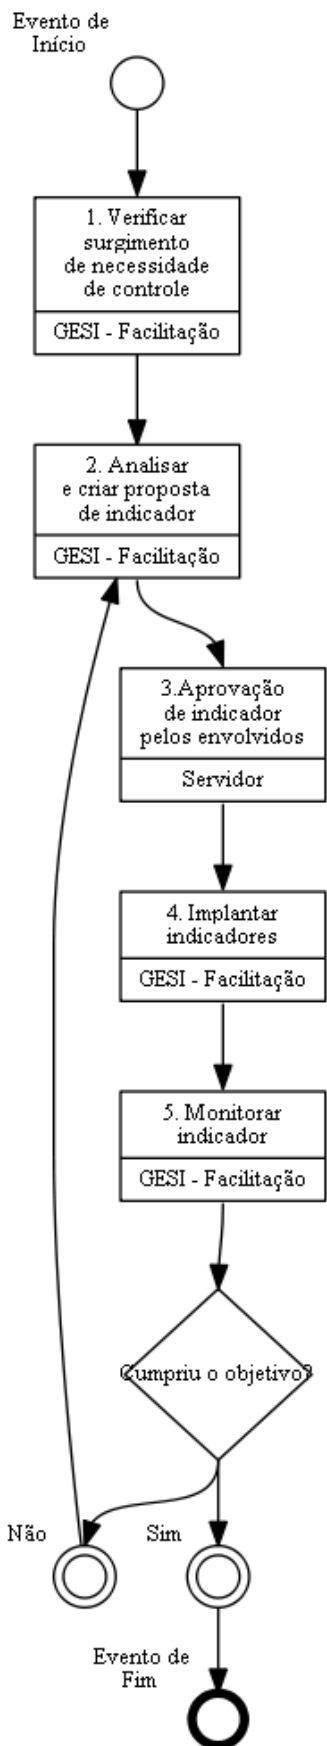 Evento de
Início
1. Verificar
surgimento
de necessidade
de controle
GESI - Facilitação
2. Analisar
e criar proposta
de indicador
GESI - Facilitação
3.Aprovação
de indicador
pelos envolvidos
Servidor
4. Implantar
indicadores
GESI - Facilitação
5. Monitorar
indicador
GESI - Facilitação
Cumpriu o objetivo?
Não
Sim
Evento de
Fim